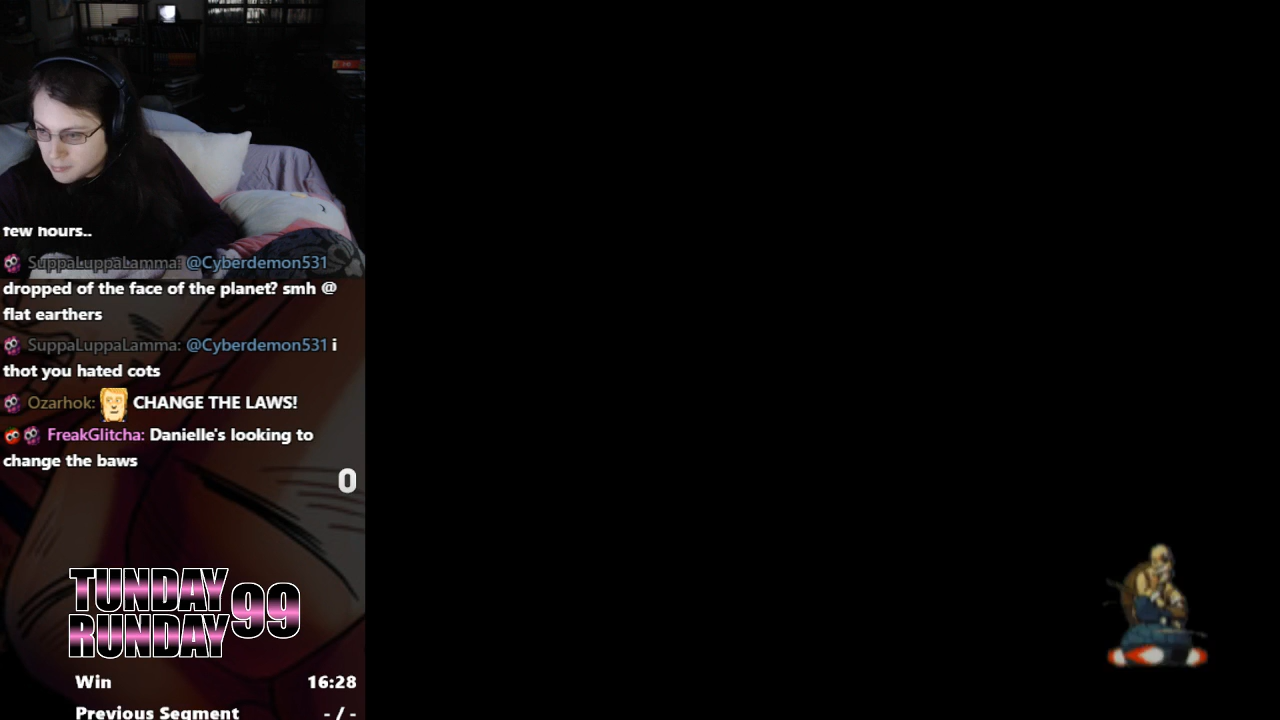 few hours..
SuppaLuppaLamma: @Cyberdemon531
dropped of the face of the planet? smh @
flat earthers
SuppaLuppaLamma: @Cyberdemon531 i
thot you hated cots
Ozarhok: CHANGE THE LAWS!
FreakGlitcha: Danielle's looking to
change the baws
0
TUNDAY
RUNDAY 99
Win 16:28
Previous Segment - / -